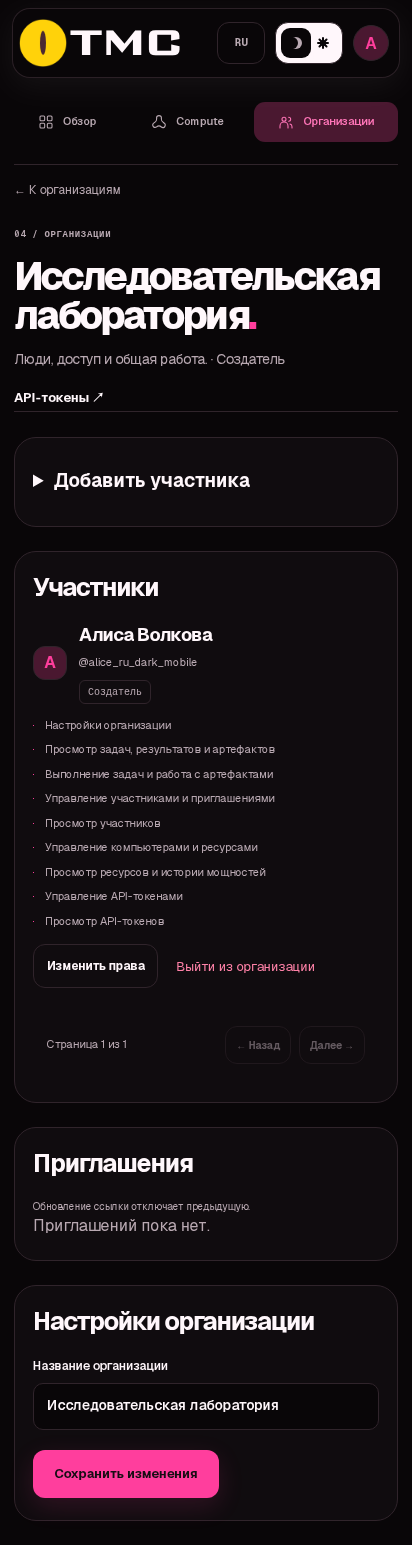 TMC
RU
A
Обзор
Compute
Организации
← К организациям
04 / ОРГАНИЗАЦИИ
Исследовательская
лаборатория.
Люди, доступ и общая работа. · Создатель
API-токены ↗
▶ Добавить участника
Участники
A
Алиса Волкова
@alice_ru_dark_mobile
Создатель
· Настройки организации
· Просмотр задач, результатов и артефактов
· Выполнение задач и работа с артефактами
· Управление участниками и приглашениями
· Просмотр участников
· Управление компьютерами и ресурсами
· Просмотр ресурсов и истории мощностей
· Управление API-токенами
· Просмотр API-токенов
Изменить права
Выйти из организации
Страница 1 из 1
← Назад
Далее →
Приглашения
Обновление ссылки отключает предыдущую.
Приглашений пока нет.
Настройки организации
Название организации
Исследовательская лаборатория
Сохранить изменения